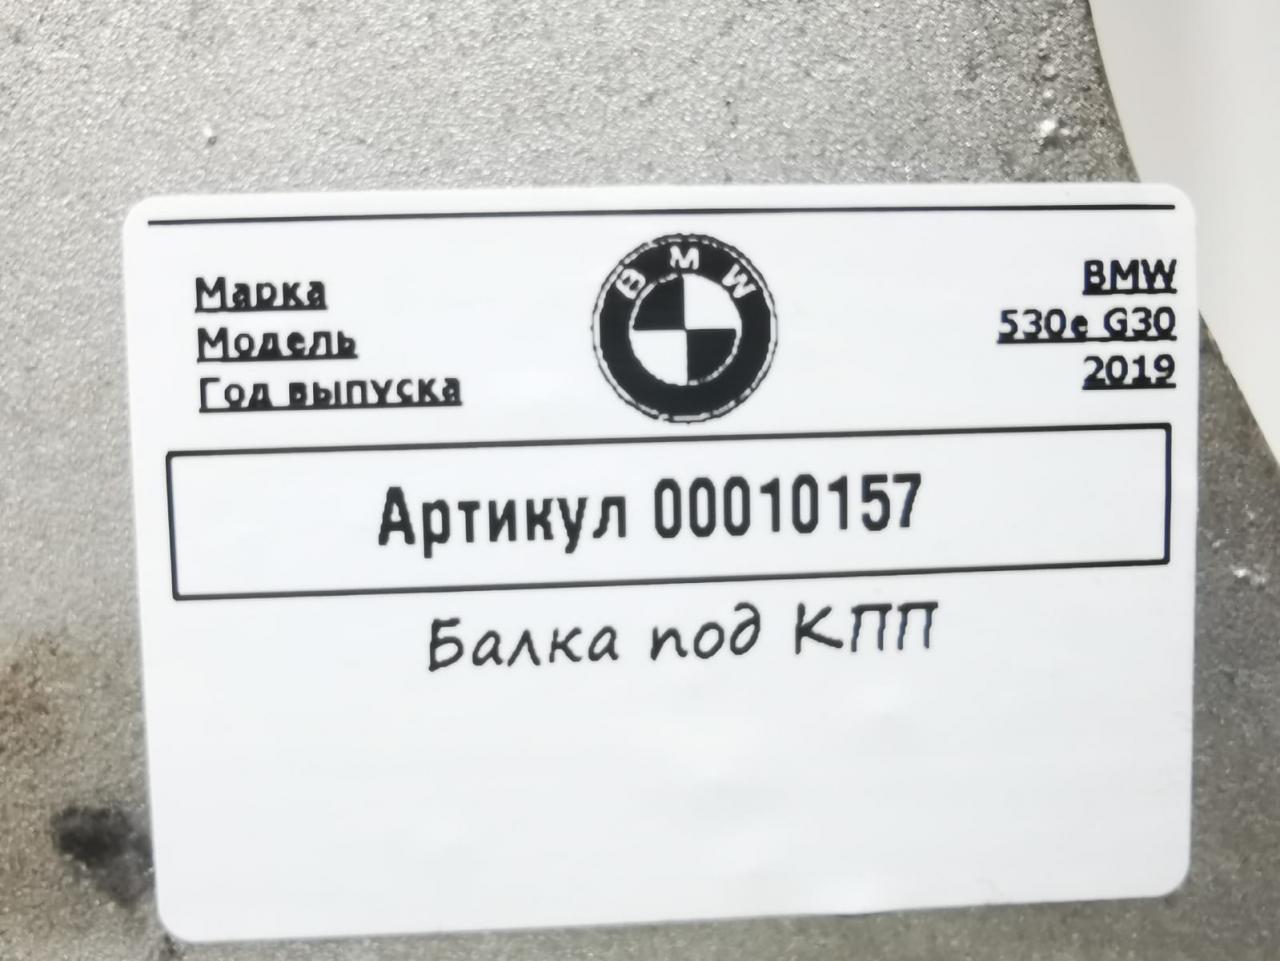 Марка
BMW
BMW
Модель
530e G30
Год выпуска
2019
Артикул 00010157
Балка под КПП